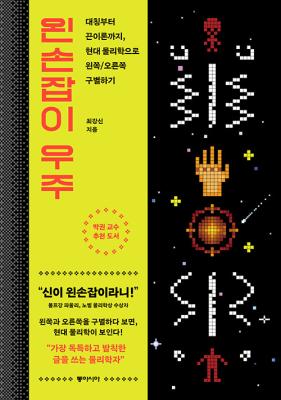 왼손잡이 우주
대칭부터
끈이론까지,
현대 물리학으로
왼쪽/오른쪽
구별하기
최강신
지음
박권 교수
추천 도서
“신이 왼손잡이라니!”
볼프강 파울리, 노벨 물리학상 수상자
왼쪽과 오른쪽을 구별하다 보면,
현대 물리학이 보인다!
“가장 독특하고 발칙한
글을 쓰는 물리학자”
동아시아